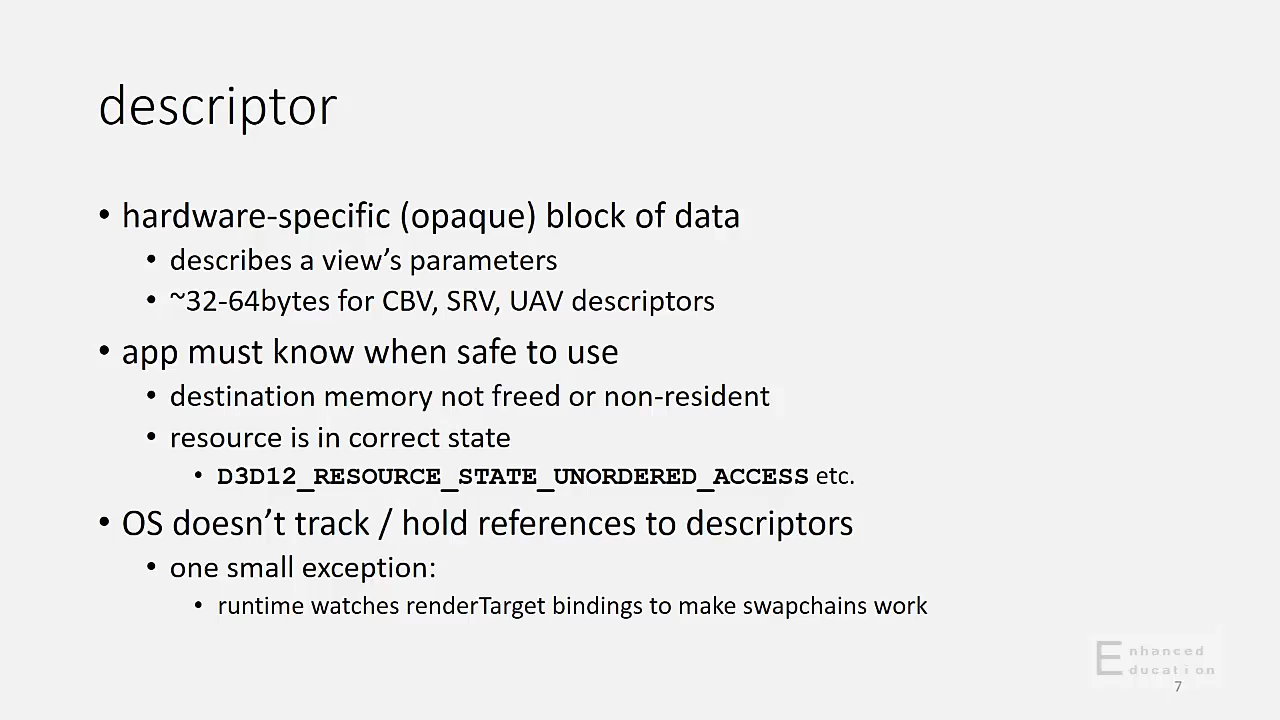 descriptor
• hardware-specific (opaque) block of data
• describes a view’s parameters
• ~32-64bytes for CBV, SRV, UAV descriptors
• app must know when safe to use
• destination memory not freed or non-resident
• resource is in correct state
• D3D12_RESOURCE_STATE_UNORDERED_ACCESS etc.
• OS doesn’t track / hold references to descriptors
• one small exception:
• runtime watches renderTarget bindings to make swapchains work
Enhanced
Education
7